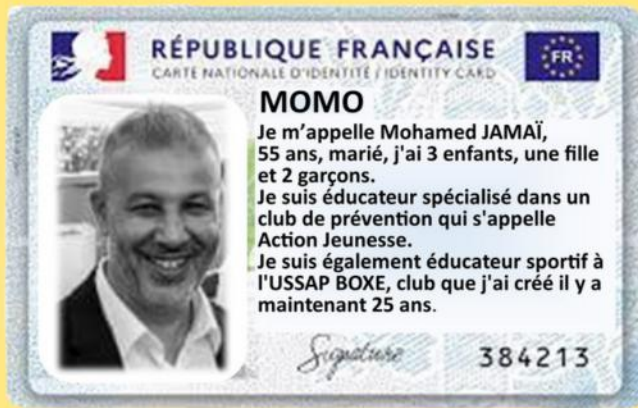 RÉPUBLIQUE FRANÇAISE
FR
CARTE NATIONALE D'IDENTITÉ / IDENTITY CARD
MOMO
Je m'appelle Mohamed JAMAÏ,
55 ans, marié, j'ai 3 enfants, une fille
et 2 garçons.
Je suis éducateur spécialisé dans un
club de prévention qui s'appelle
Action Jeunesse.
Je suis également éducateur sportif à
l'USSAP BOXE, club que j'ai créé il y a
maintenant 25 ans.
Signature
384213